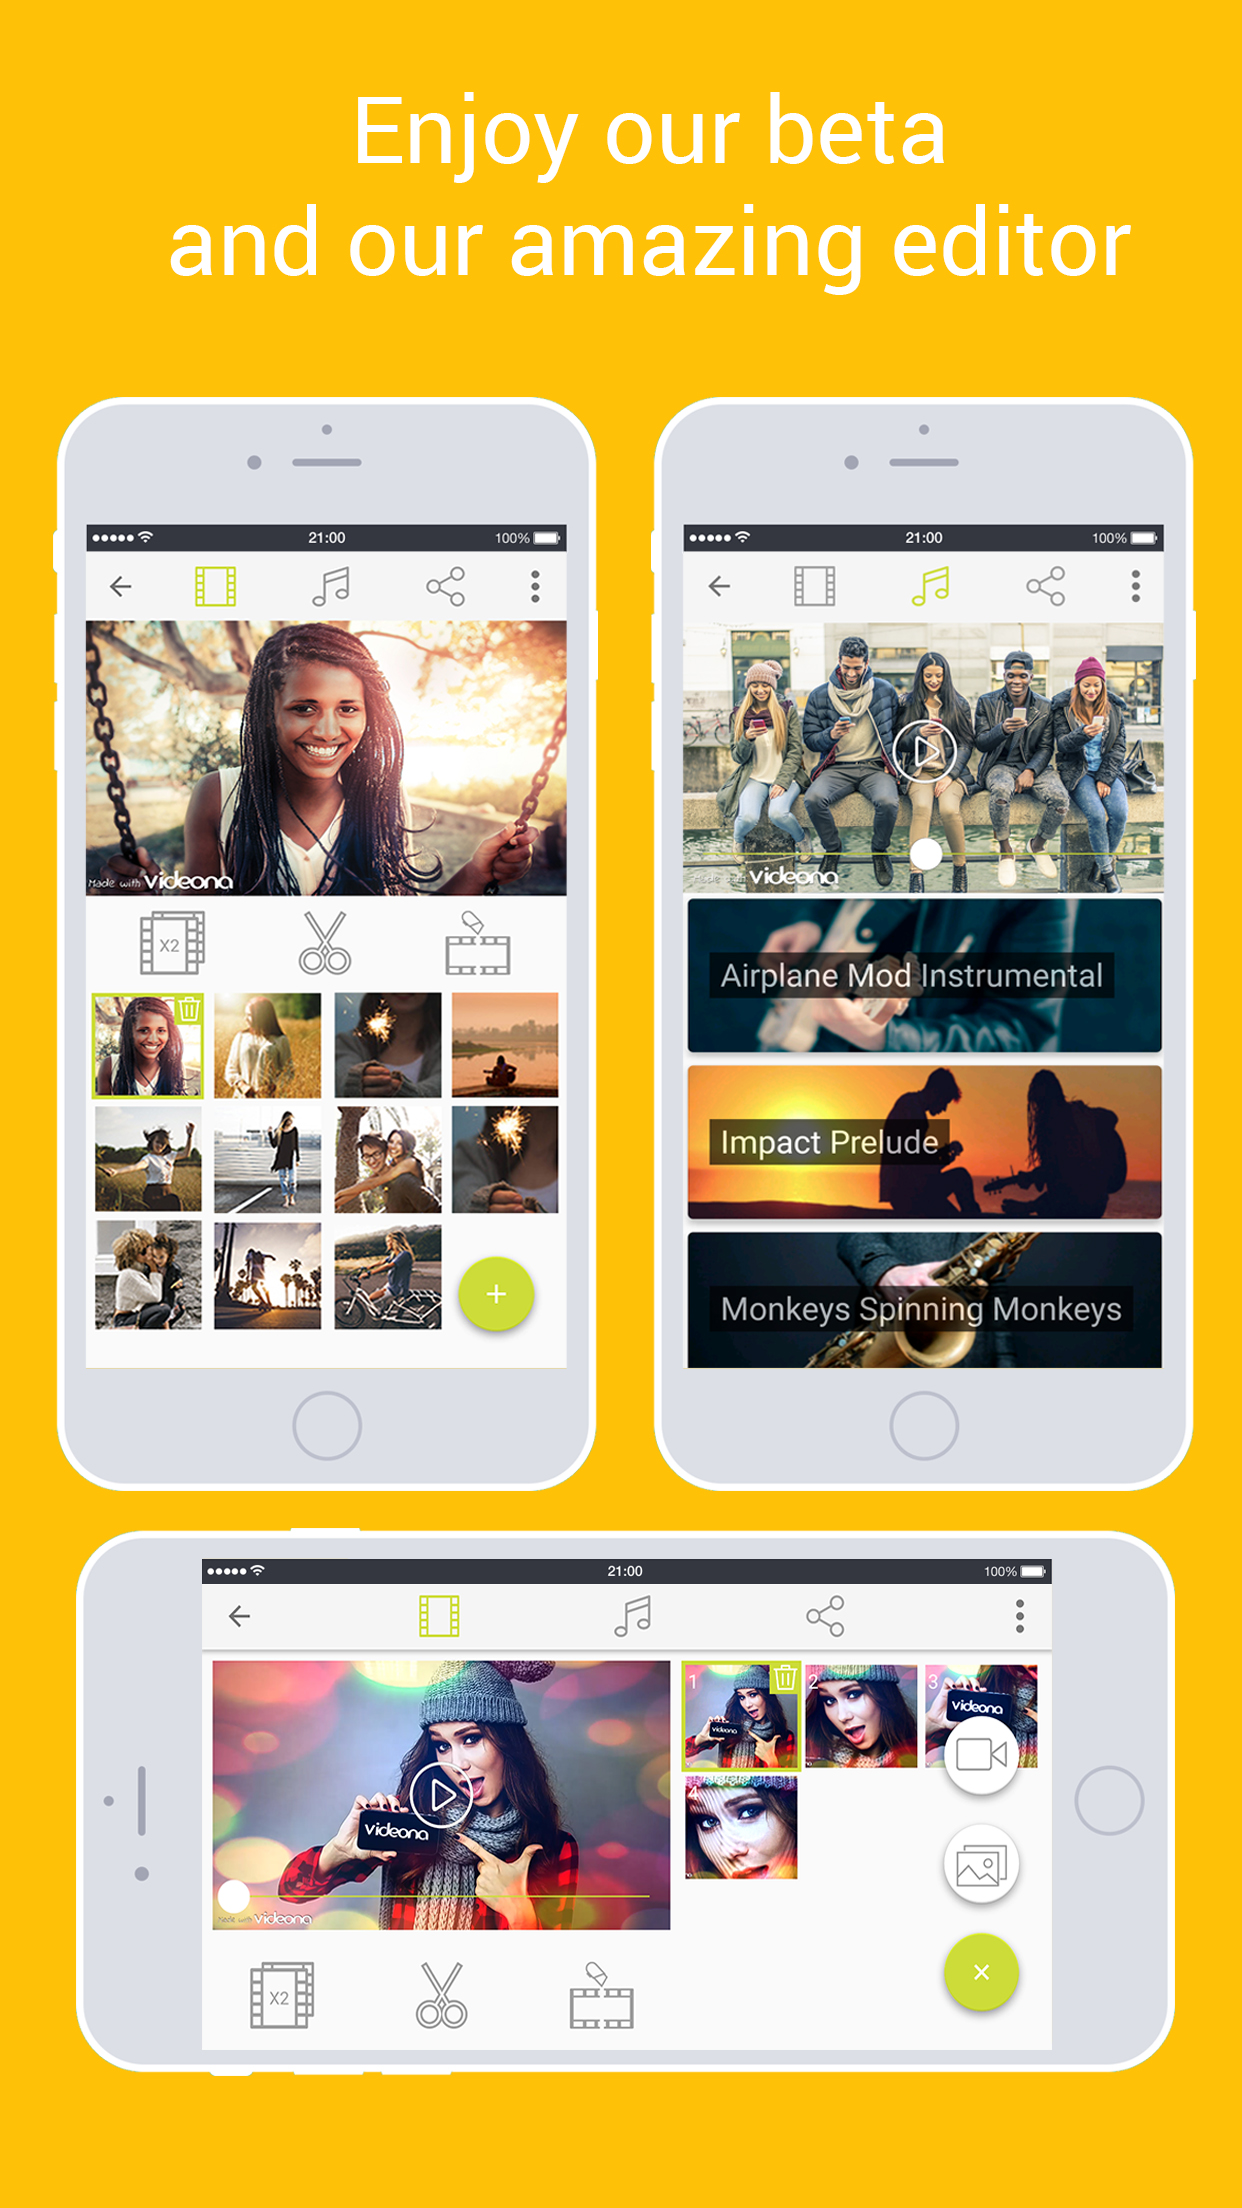 Enjoy our beta
and our amazing editor
21:00
100%
Made with videona
X2
21:00
100%
Made with videona
Airplane Mod Instrumental
Impact Prelude
Monkeys Spinning Monkeys
21:00
100%
1
2
3
videona
videona
4
videona
Made with videona
X2